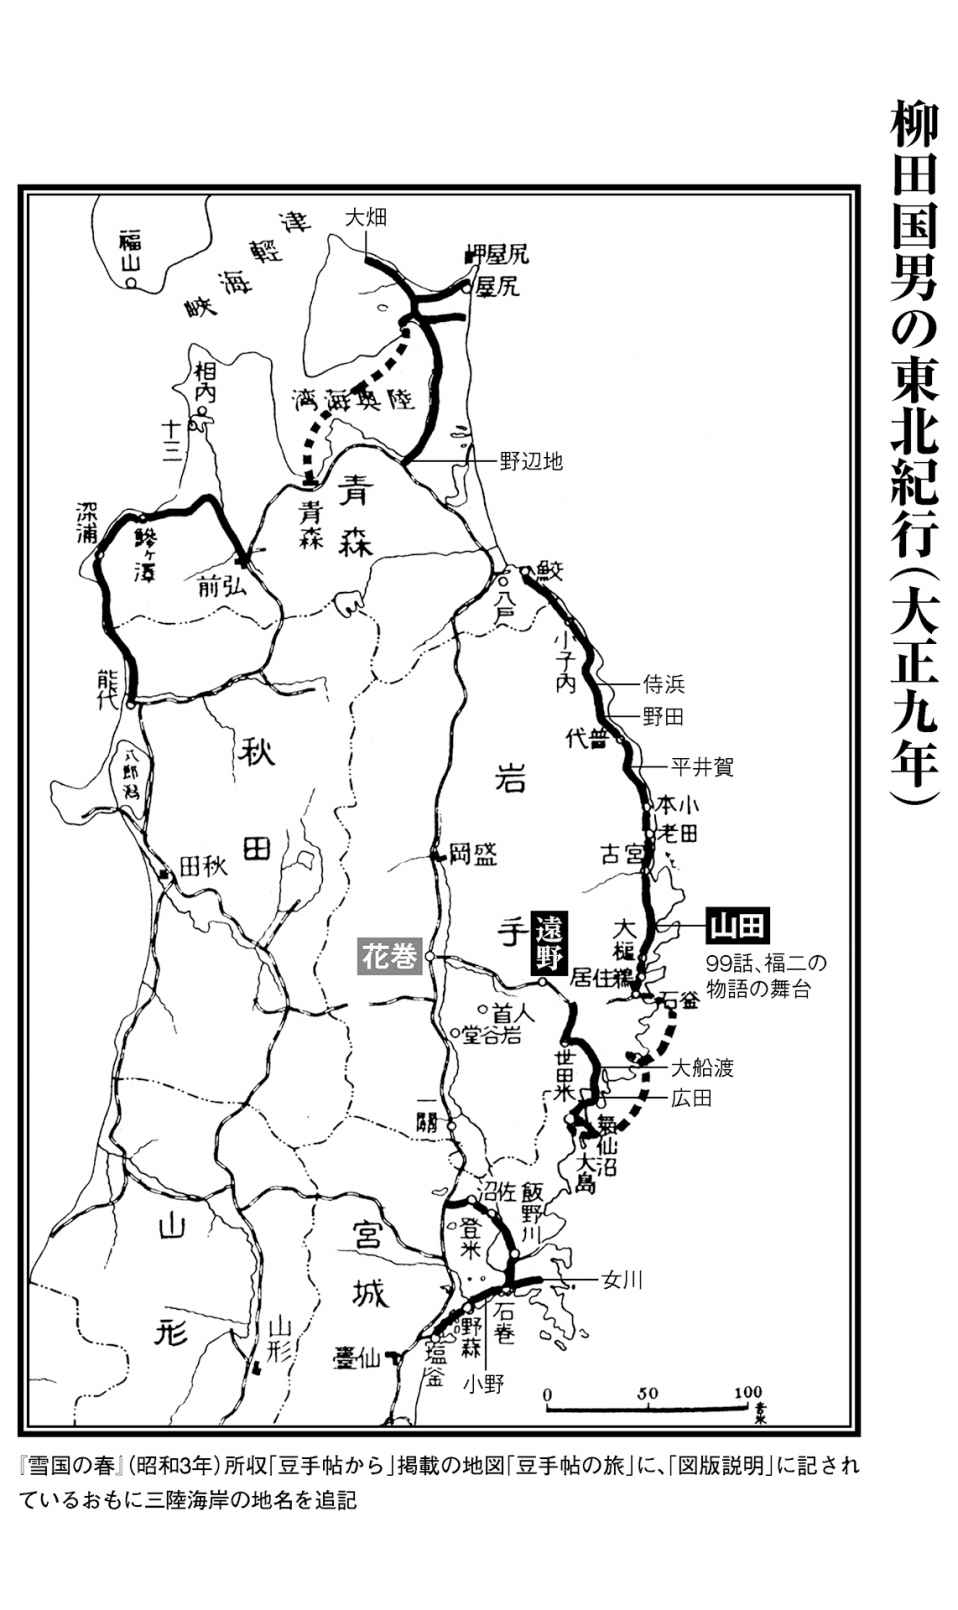 柳田国男の東北紀行(大正九年)
津輕海峽
大畑
岬屋尻
屋尻
福山
相内
十三
湾海奥陸
野辺地
青森
青森
深浦
鰺ヶ澤
前弘
鮫
八戸
小子内
侍浜
野田
代普
平井賀
本小
老田
古宮
能代
八郎潟
秋田
田秋
岩手
岡盛
花巻
遠野
山田
99話、福二の
物語の舞台
大槌
居住鵜
石釜
首人
堂谷岩
世田米
大船渡
広田
氣仙沼
大島
一関
沼佐
飯野川
登米
女川
石巻
野蒜
小野
塩釜
臺仙
宮城
山形
山形
0 50 100
『雪国の春』(昭和3年)所収「豆手帖から」掲載の地図「豆手帖の旅」に、「図版説明」に記され
ているおもに三陸海岸の地名を追記